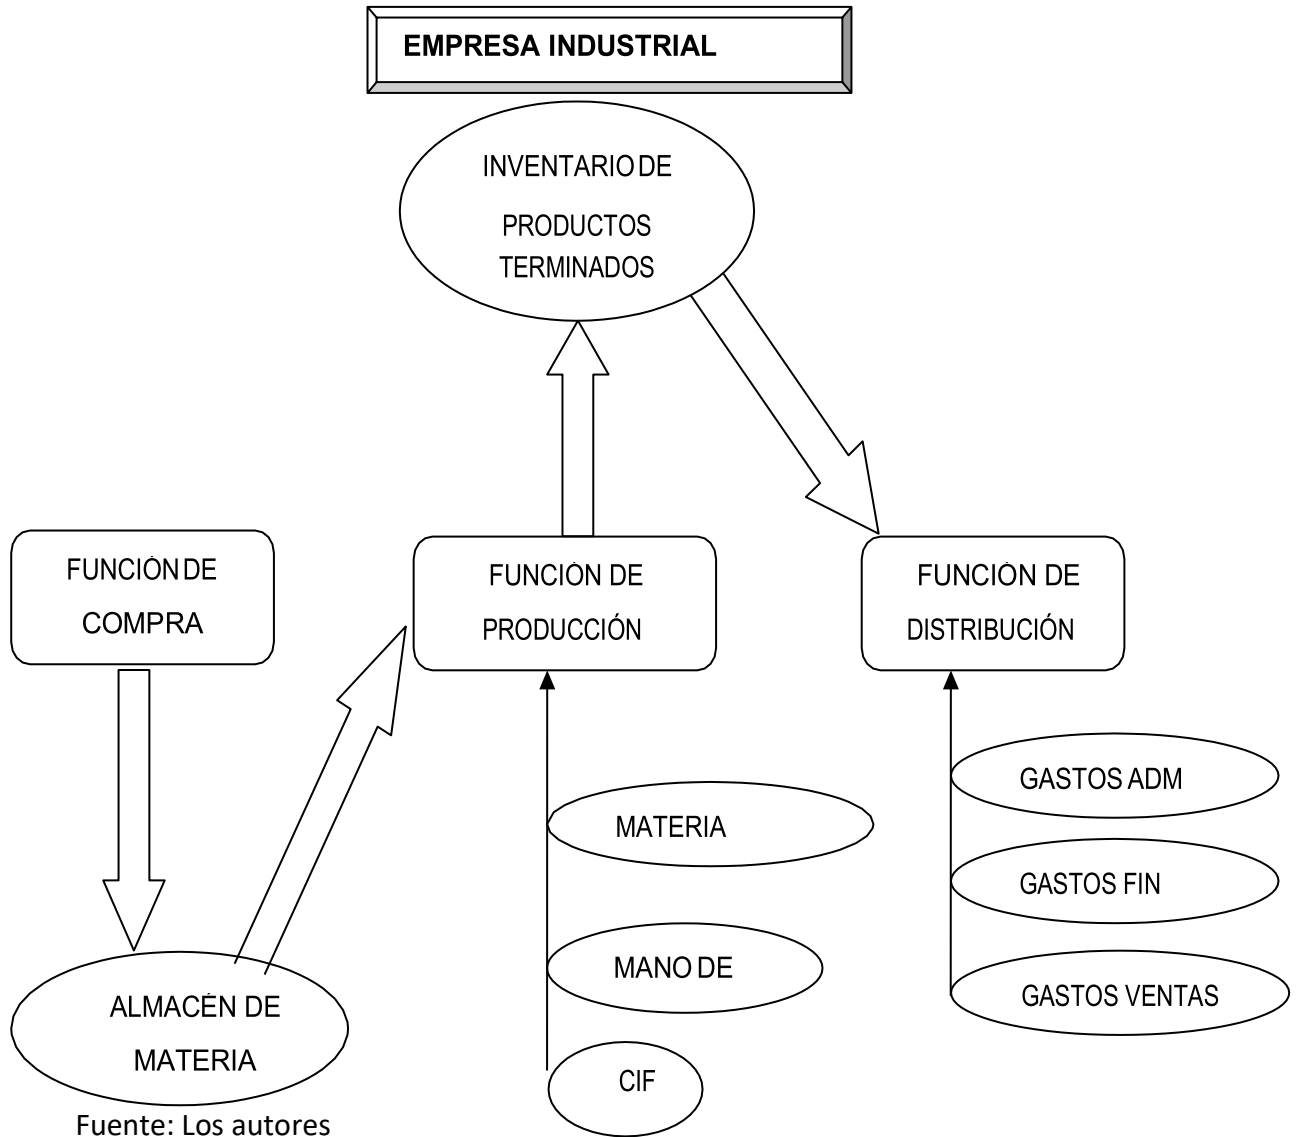 EMPRESA INDUSTRIAL
INVENTARIO DE
PRODUCTOS
TERMINADOS
FUNCIÓN DE
COMPRA
FUNCIÓN DE
PRODUCCIÓN
FUNCIÓN DE
DISTRIBUCIÓN
MATERIA
MANO DE
CIF
GASTOS ADM
GASTOS FIN
GASTOS VENTAS
ALMACÉN DE
MATERIA
Fuente: Los autores